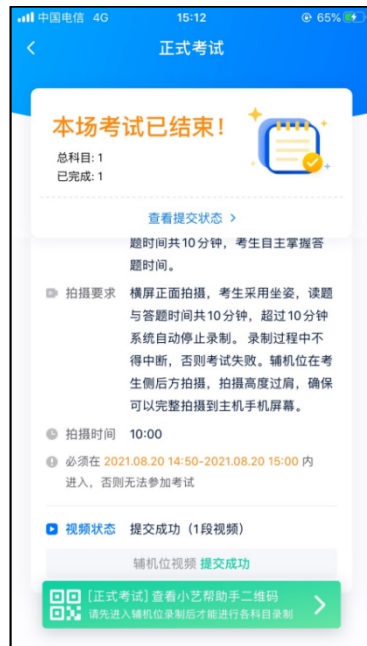 中国电信 4G 15:12 65%
正式考试
本场考试已结束！
总科目: 1
已完成: 1
查看提交状态 >
题时间共10分钟，考生自主掌握答
题时间。
拍摄要求 横屏正面拍摄，考生采用坐姿，读题
与答题时间共10分钟，超过10分钟
系统自动停止录制。 录制过程中不
得中断，否则考试失败。辅机位在考
生侧后方拍摄，拍摄高度过肩，确保
可以完整拍摄到主机手机屏幕。
拍摄时间 10:00
必须在 2021.08.20 14:50-2021.08.20 15:00 内
进入，否则无法参加考试
视频状态 提交成功（1段视频）
辅机位视频 提交成功
[正式考试] 查看小艺帮助手二维码
请先进入辅机位录制后才能进行各科目录制